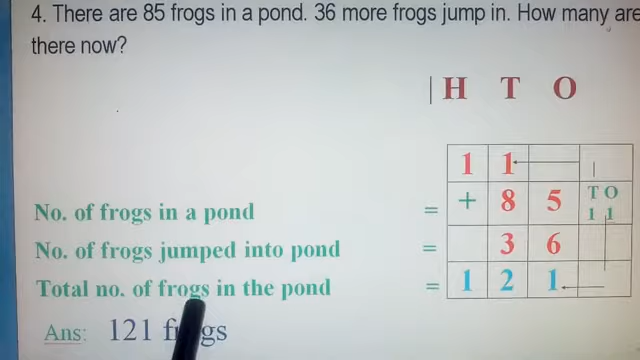 4. There are 85 frogs in a pond. 36 more frogs jump in. How many are
there now?
H T O
1 1
No. of frogs in a pond = + 8 5 T O
1 1
No. of frogs jumped into pond = 3 6
Total no. of frogs in the pond = 1 2 1
Ans: 121 frogs